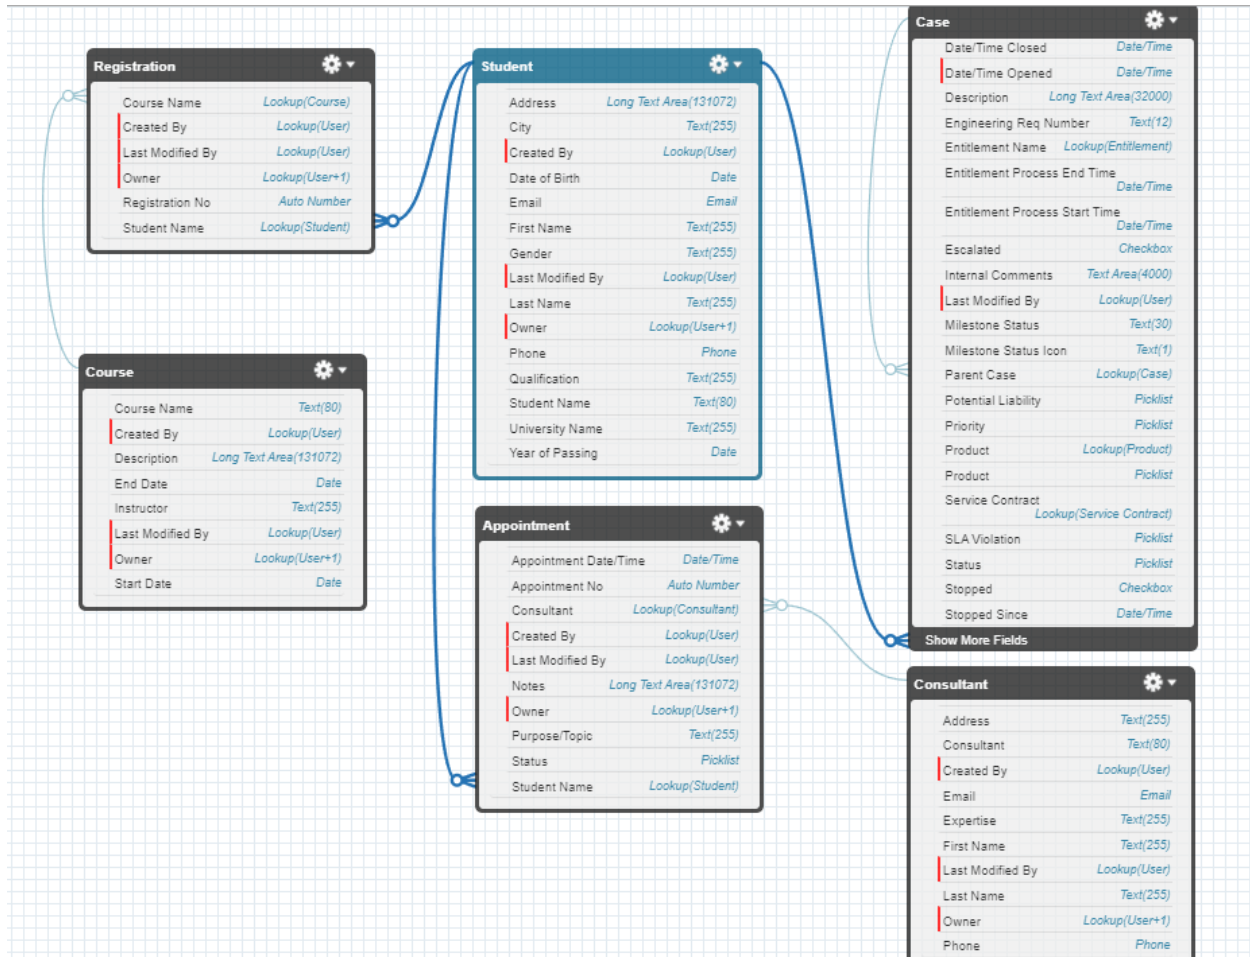 Registration
Course Name Lookup(Course)
Created By Lookup(User)
Last Modified By Lookup(User)
Owner Lookup(User+1)
Registration No Auto Number
Student Name Lookup(Student)
Course
Course Name Text(80)
Created By Lookup(User)
Description Long Text Area(131072)
End Date Date
Instructor Text(255)
Last Modified By Lookup(User)
Owner Lookup(User+1)
Start Date Date
Student
Address Long Text Area(131072)
City Text(255)
Created By Lookup(User)
Date of Birth Date
Email Email
First Name Text(255)
Gender Text(255)
Last Modified By Lookup(User)
Last Name Text(255)
Owner Lookup(User+1)
Phone Phone
Qualification Text(255)
Student Name Text(80)
University Name Text(255)
Year of Passing Date
Appointment
Appointment Date/Time Date/Time
Appointment No Auto Number
Consultant Lookup(Consultant)
Created By Lookup(User)
Last Modified By Lookup(User)
Notes Long Text Area(131072)
Owner Lookup(User+1)
Purpose/Topic Text(255)
Status Picklist
Student Name Lookup(Student)
Case
Date/Time Closed Date/Time
Date/Time Opened Date/Time
Description Long Text Area(32000)
Engineering Req Number Text(12)
Entitlement Name Lookup(Entitlement)
Entitlement Process End Time
Date/Time
Entitlement Process Start Time
Date/Time
Escalated Checkbox
Internal Comments Text Area(4000)
Last Modified By Lookup(User)
Milestone Status Text(30)
Milestone Status Icon Text(1)
Parent Case Lookup(Case)
Potential Liability Picklist
Priority Picklist
Product Lookup(Product)
Product Picklist
Service Contract
Lookup(Service Contract)
SLA Violation Picklist
Status Picklist
Stopped Checkbox
Stopped Since Date/Time
Show More Fields
Consultant
Address Text(255)
Consultant Text(80)
Created By Lookup(User)
Email Email
Expertise Text(255)
First Name Text(255)
Last Modified By Lookup(User)
Last Name Text(255)
Owner Lookup(User+1)
Phone Phone